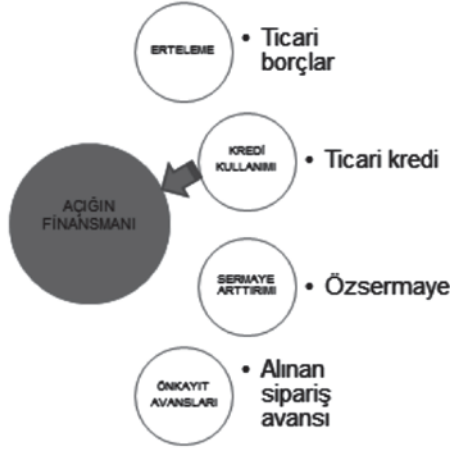 ERTELEME
• Ticari
borçlar
KREDİ
KULLANIMI
• Ticari kredi
AÇIĞIN
FİNANSMANI
SERMAYE
ARTTIRIMI
• Özsermaye
ÖNKAYIT
AVANSLARI
• Alınan
sipariş
avansı